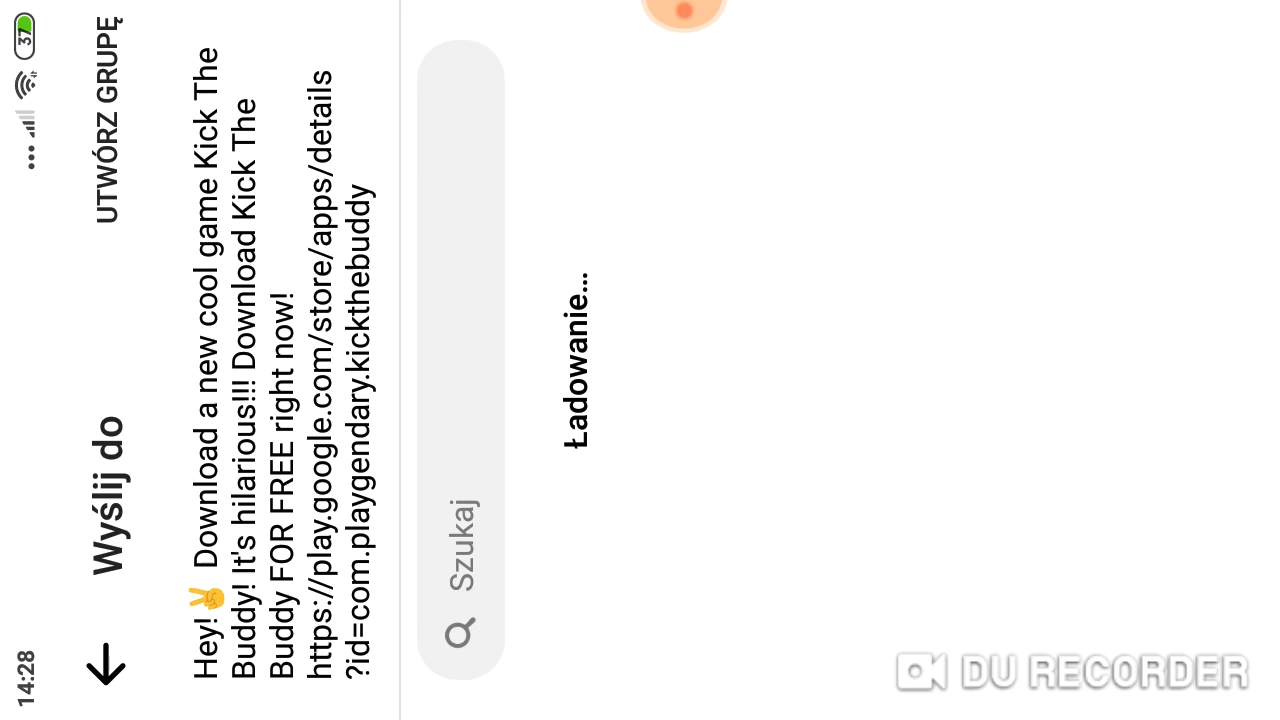 14:28
37
Wyślij do
UTWÓRZ GRUPĘ
Hey!✌ Download a new cool game Kick The
Buddy! It's hilarious!!! Download Kick The
Buddy FOR FREE right now!
https://play.google.com/store/apps/details
?id=com.playgendary.kickthebuddy
Szukaj
Ładowanie...
DU RECORDER